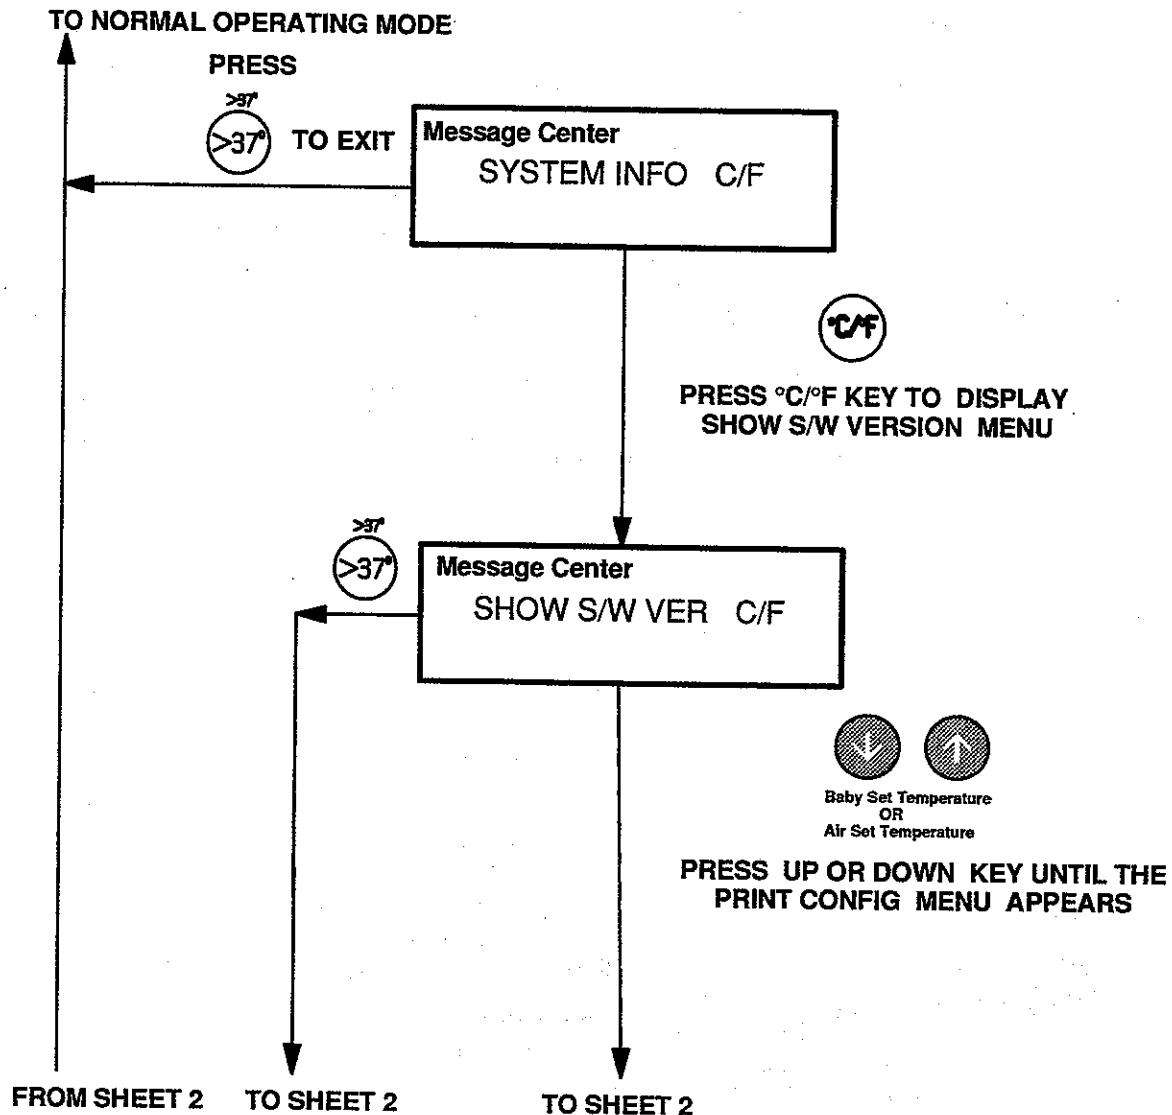 TO NORMAL OPERATING MODE
PRESS
>37°
>37° TO EXIT
Message Center
SYSTEM INFO C/F
°C/°F
PRESS °C/°F KEY TO DISPLAY
SHOW S/W VERSION MENU
>37°
>37°
Message Center
SHOW S/W VER C/F
Baby Set Temperature
OR
Air Set Temperature
PRESS UP OR DOWN KEY UNTIL THE
PRINT CONFIG MENU APPEARS
FROM SHEET 2 TO SHEET 2 TO SHEET 2